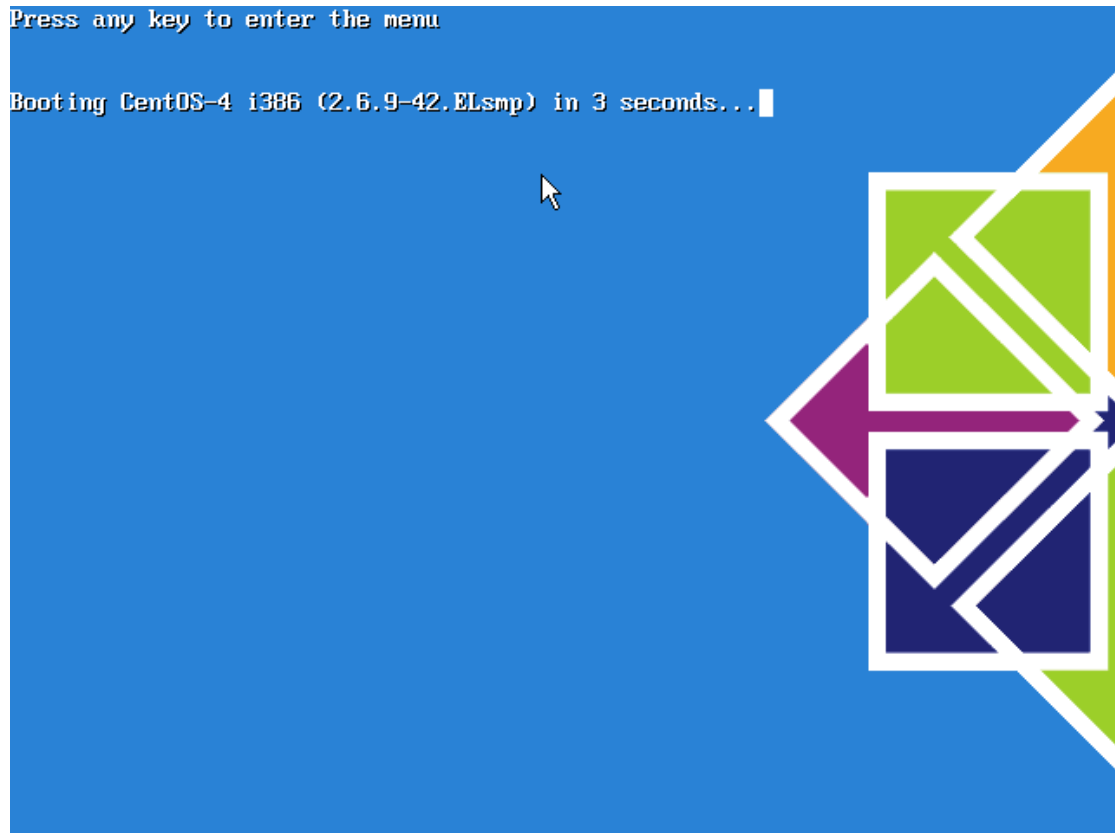 Press any key to enter the menu
Booting CentOS-4 i386 (2.6.9-42.ELsmp) in 3 seconds...